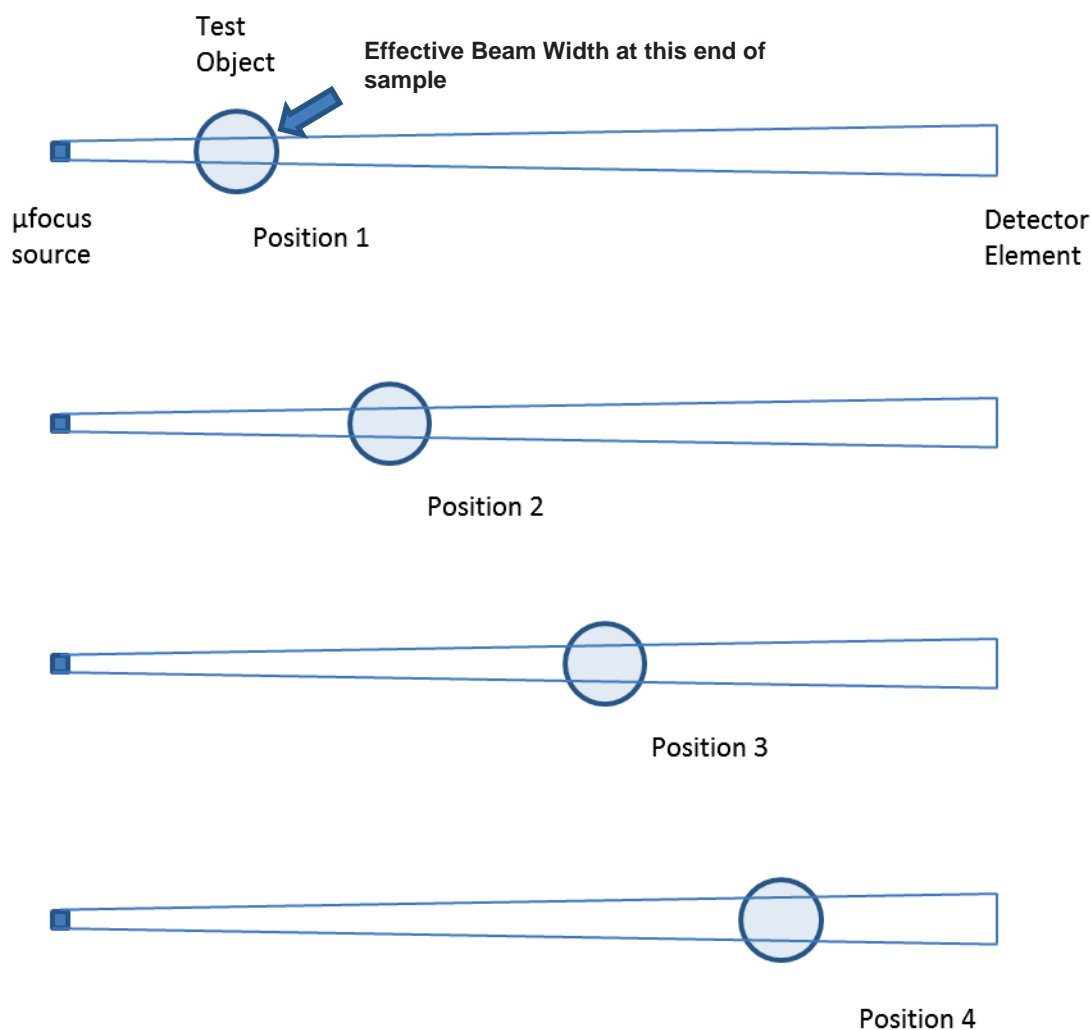 Test
Object
Effective Beam Width at this end of
sample
µfocus
source
Position 1
Detector
Element
Position 2
Position 3
Position 4